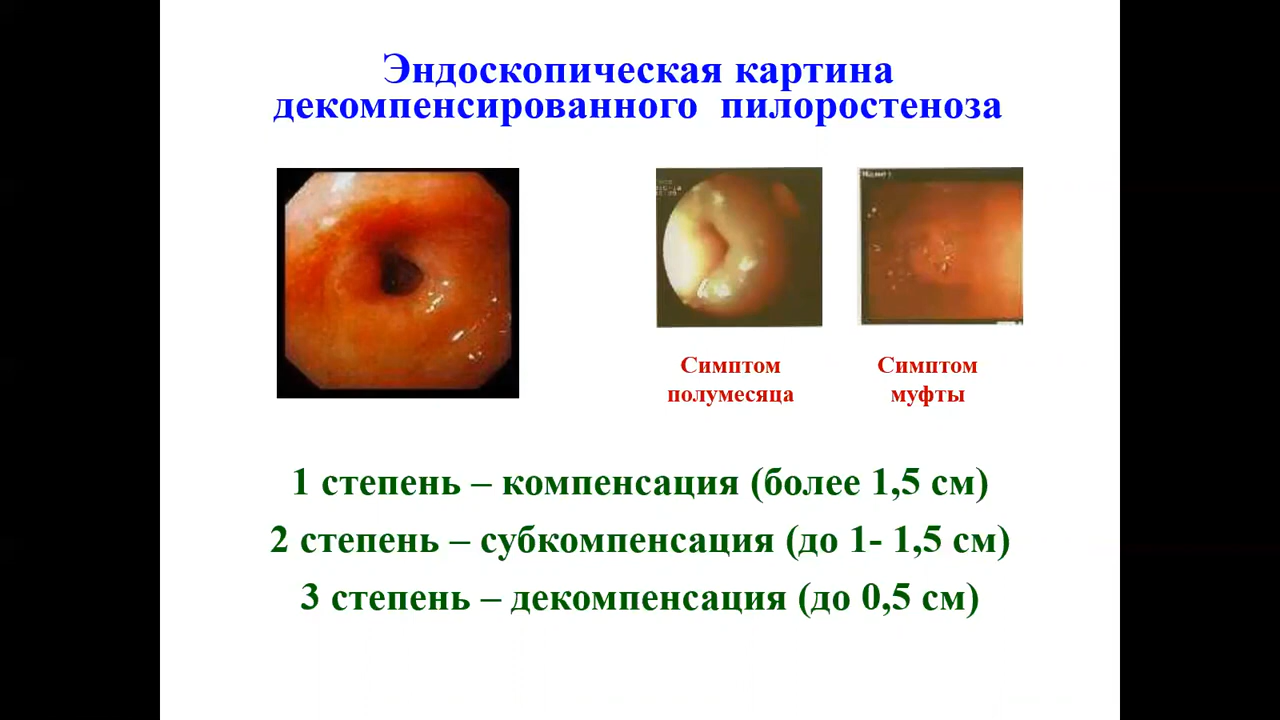 Эндоскопическая картина
декомпенсированного пилоростеноза
Симптом
полумесяца
Симптом
муфты
1 степень – компенсация (более 1,5 см)
2 степень – субкомпенсация (до 1- 1,5 см)
3 степень – декомпенсация (до 0,5 см)